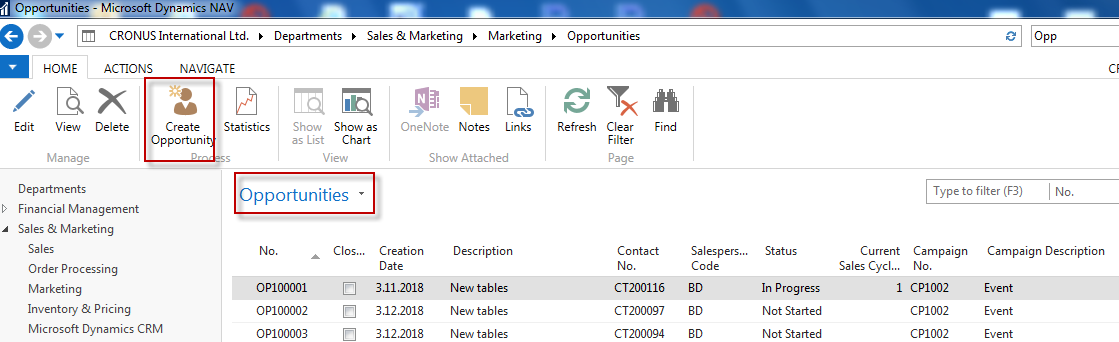 Opportunities - Microsoft Dynamics NAV
CRONUS International Ltd. Departments Sales & Marketing Marketing Opportunities Opp
HOME ACTIONS NAVIGATE CR
Edit View Delete Create Opportunity Statistics Show as List Show as Chart OneNote Notes Links Refresh Clear Filter Find
Manage Process View Show Attached Page
Departments
Financial Management
Sales & Marketing
Sales
Order Processing
Marketing
Inventory & Pricing
Microsoft Dynamics CRM
Opportunities Type to filter (F3) No.
No. Clos... Creation Date Description Contact No. Salespers... Code Status Current Sales Cycl... Campaign No. Campaign Description
OP100001 3.11.2018 New tables CT200116 BD In Progress 1 CP1002 Event
OP100002 3.12.2018 New tables CT200097 BD Not Started CP1002 Event
OP100003 3.12.2018 New tables CT200094 BD Not Started CP1002 Event